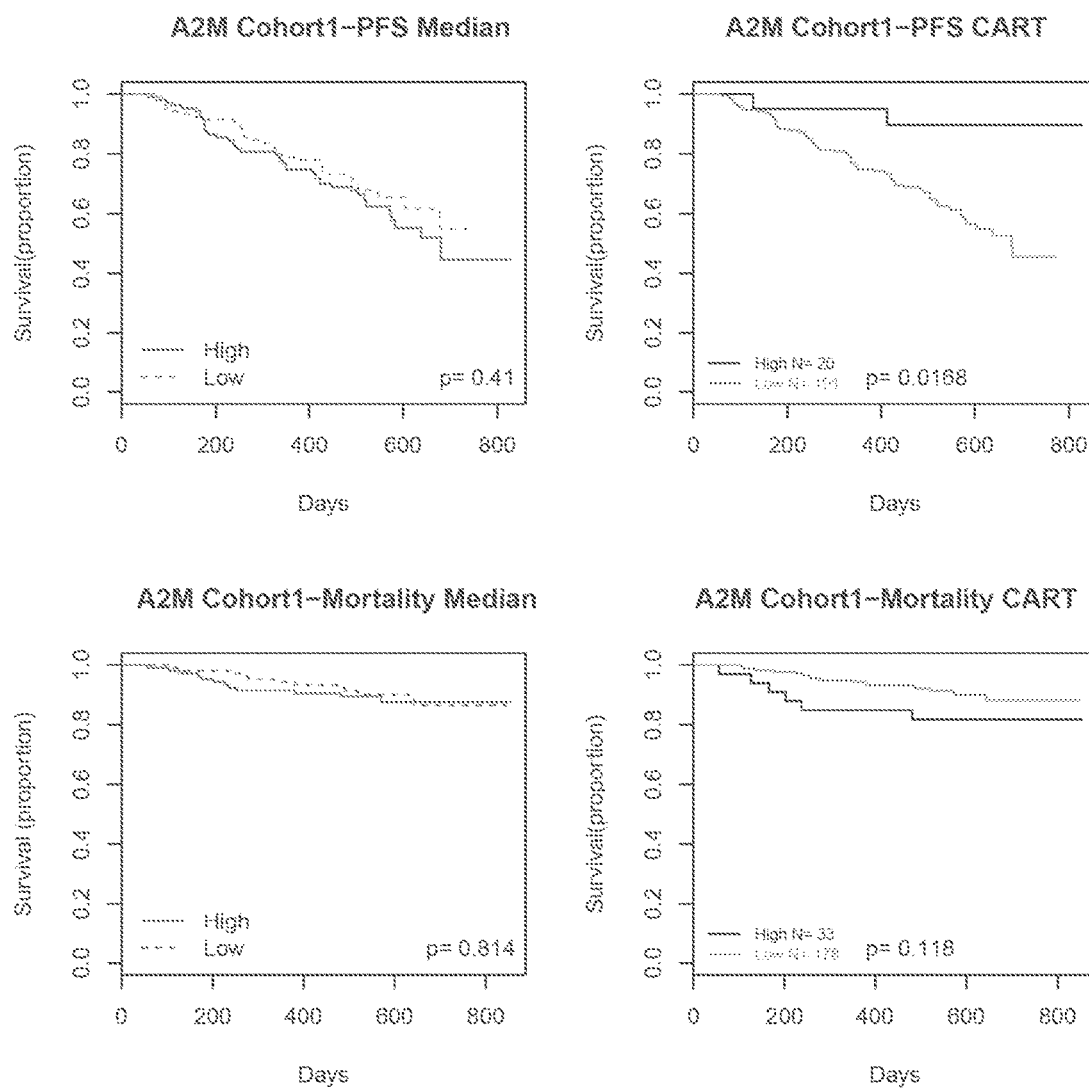 A2M Cohort1-PFS Median
Survival(proportion)
0.0 0.2 0.4 0.6 0.8 1.0
High
Low
p= 0.41
0 200 400 600 800
Days
A2M Cohort1-PFS CART
Survival(proportion)
0.0 0.2 0.4 0.6 0.8 1.0
High N= 20
Low N= 191
p= 0.0168
0 200 400 600 800
Days
A2M Cohort1-Mortality Median
Survival (proportion)
0.0 0.2 0.4 0.6 0.8 1.0
High
Low
p= 0.814
0 200 400 600 800
Days
A2M Cohort1-Mortality CART
Survival(proportion)
0.0 0.2 0.4 0.6 0.8 1.0
High N= 33
Low N= 178
p= 0.118
0 200 400 600 800
Days